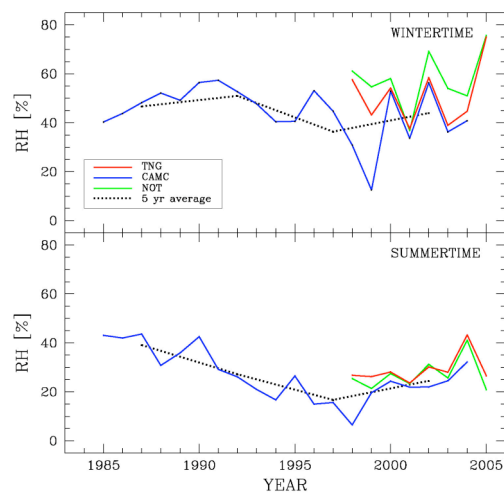 80
WINTERTIME
60
RH [%]
40
20
TNG
CAMC
NOT
5 yr average
0
80
SUMMERTIME
60
RH [%]
40
20
0
1985 1990 1995 2000 2005
YEAR